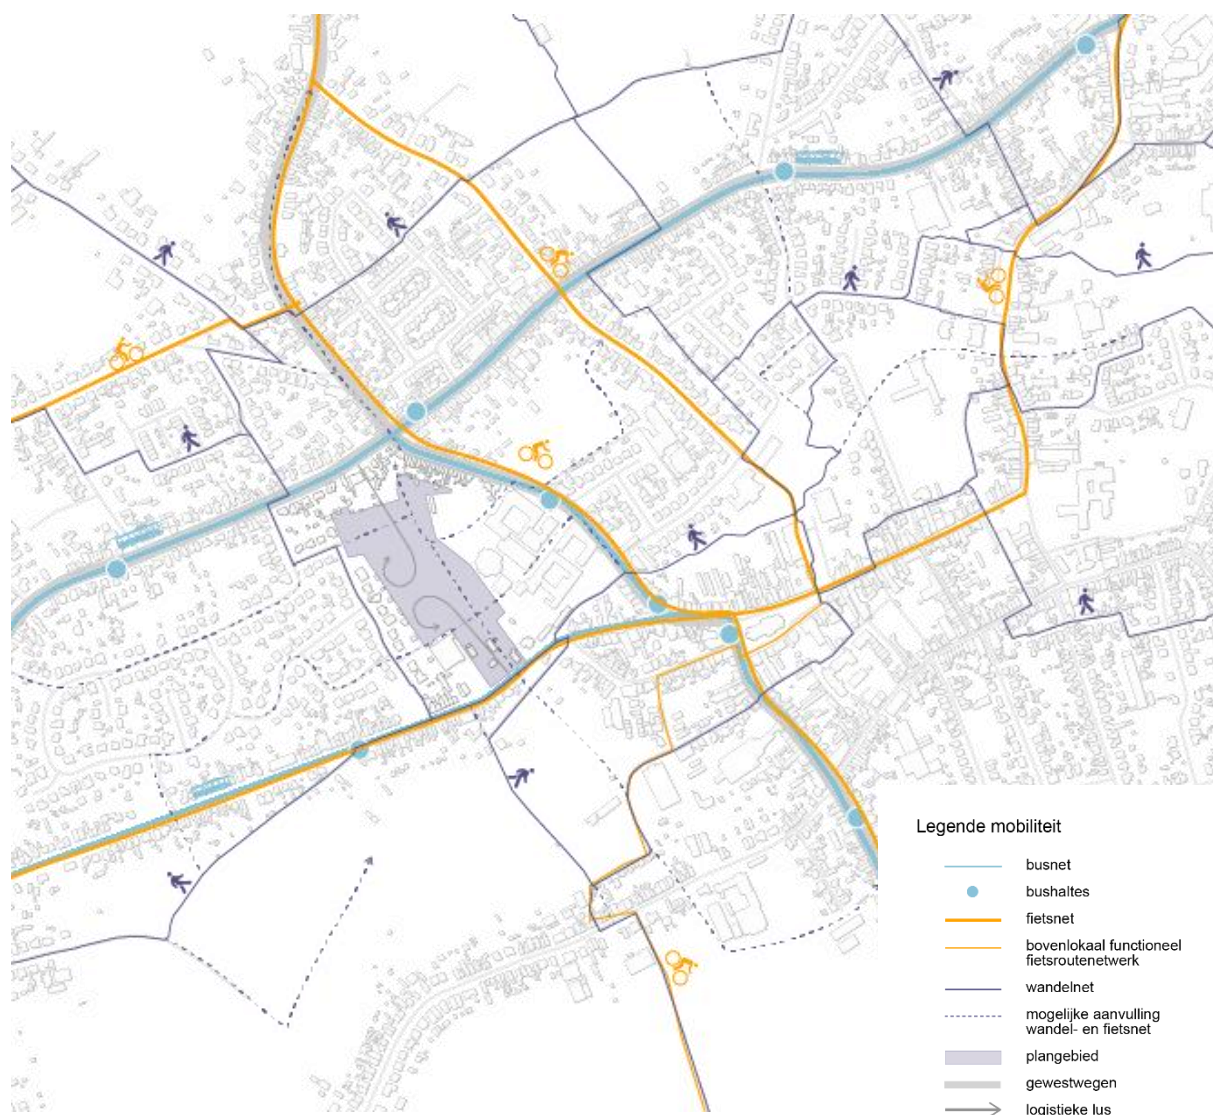 Legende mobiliteit
busnet
bushaltes
fietsnet
bovenlokaal functioneel
fietsroutenetwerk
wandelnet
mogelijke aanvulling
wandel- en fietsnet
plangebied
gewestwegen
logistieke lus